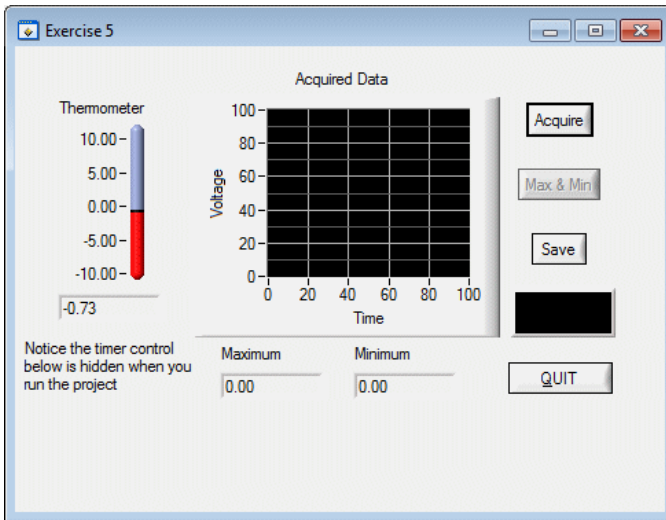 Exercise 5
Acquired Data
Thermometer
10.00
5.00
0.00
-5.00
-10.00
-0.73
Voltage
100
80
60
40
20
0
0 20 40 60 80 100
Time
Acquire
Max & Min
Save
QUIT
Notice the timer control
below is hidden when you
run the project
Maximum
0.00
Minimum
0.00